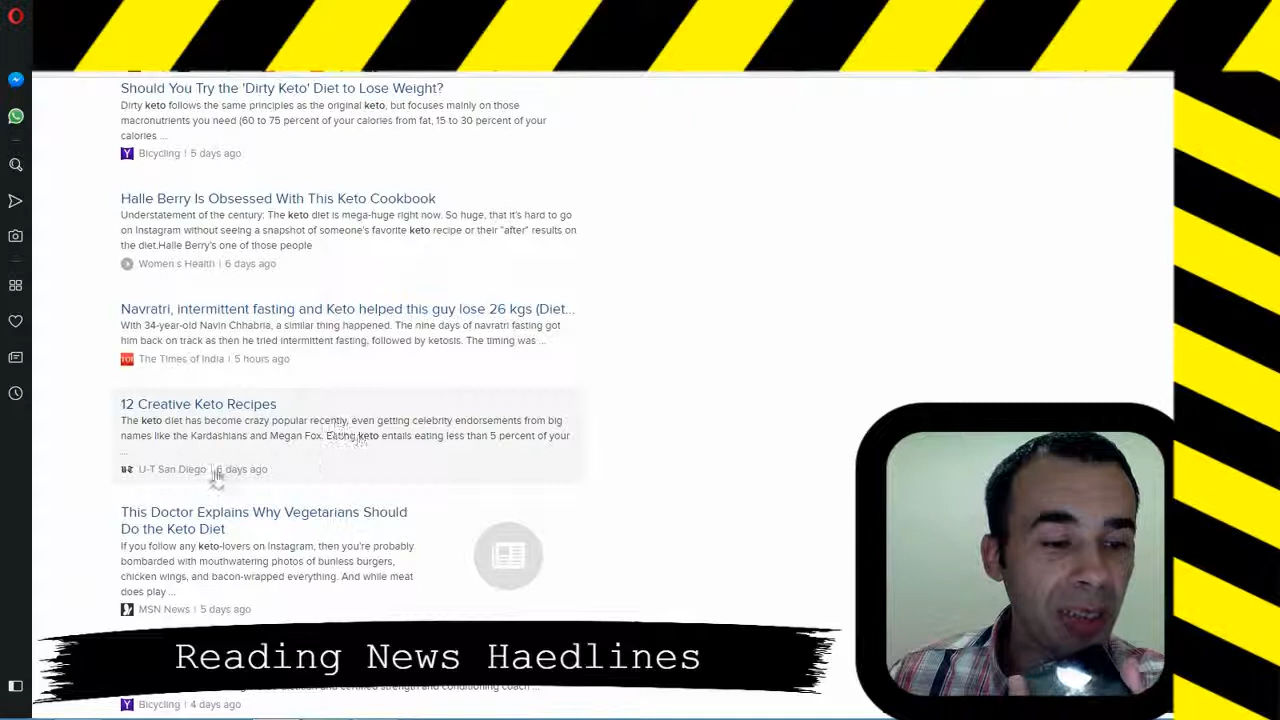 Should You Try the 'Dirty Keto' Diet to Lose Weight?
Dirty keto follows the same principles as the original keto, but focuses mainly on those
macronutrients you need (60 to 75 percent of your calories from fat, 15 to 30 percent of your
calories ...
Bicycling | 5 days ago
Halle Berry Is Obsessed With This Keto Cookbook
Understatement of the century: The keto diet is mega-huge right now. So huge, that it's hard to go
on Instagram without seeing a snapshot of someone's favorite keto recipe or their "after" results on
the diet.Halle Berry's one of those people
Women s Health | 6 days ago
Navratri, intermittent fasting and Keto helped this guy lose 26 kgs (Diet...
With 34-year-old Navin Chhabria, a similar thing happened. The nine days of navratri fasting got
him back on track as then he tried intermittent fasting, followed by ketosis. The timing was ...
TOI The Times of India | 5 hours ago
12 Creative Keto Recipes
The keto diet has become crazy popular recently, even getting celebrity endorsements from big
names like the Kardashians and Megan Fox. Eating keto entails eating less than 5 percent of your
...
U-T San Diego | 6 days ago
This Doctor Explains Why Vegetarians Should
Do the Keto Diet
If you follow any keto-lovers on Instagram, then you're probably
bombarded with mouthwatering photos of bunless burgers,
chicken wings, and bacon-wrapped everything. And while meat
does play ...
MSN News | 5 days ago
Reading News Haedlines
and certified strength and conditioning coach ...
Bicycling | 4 days ago